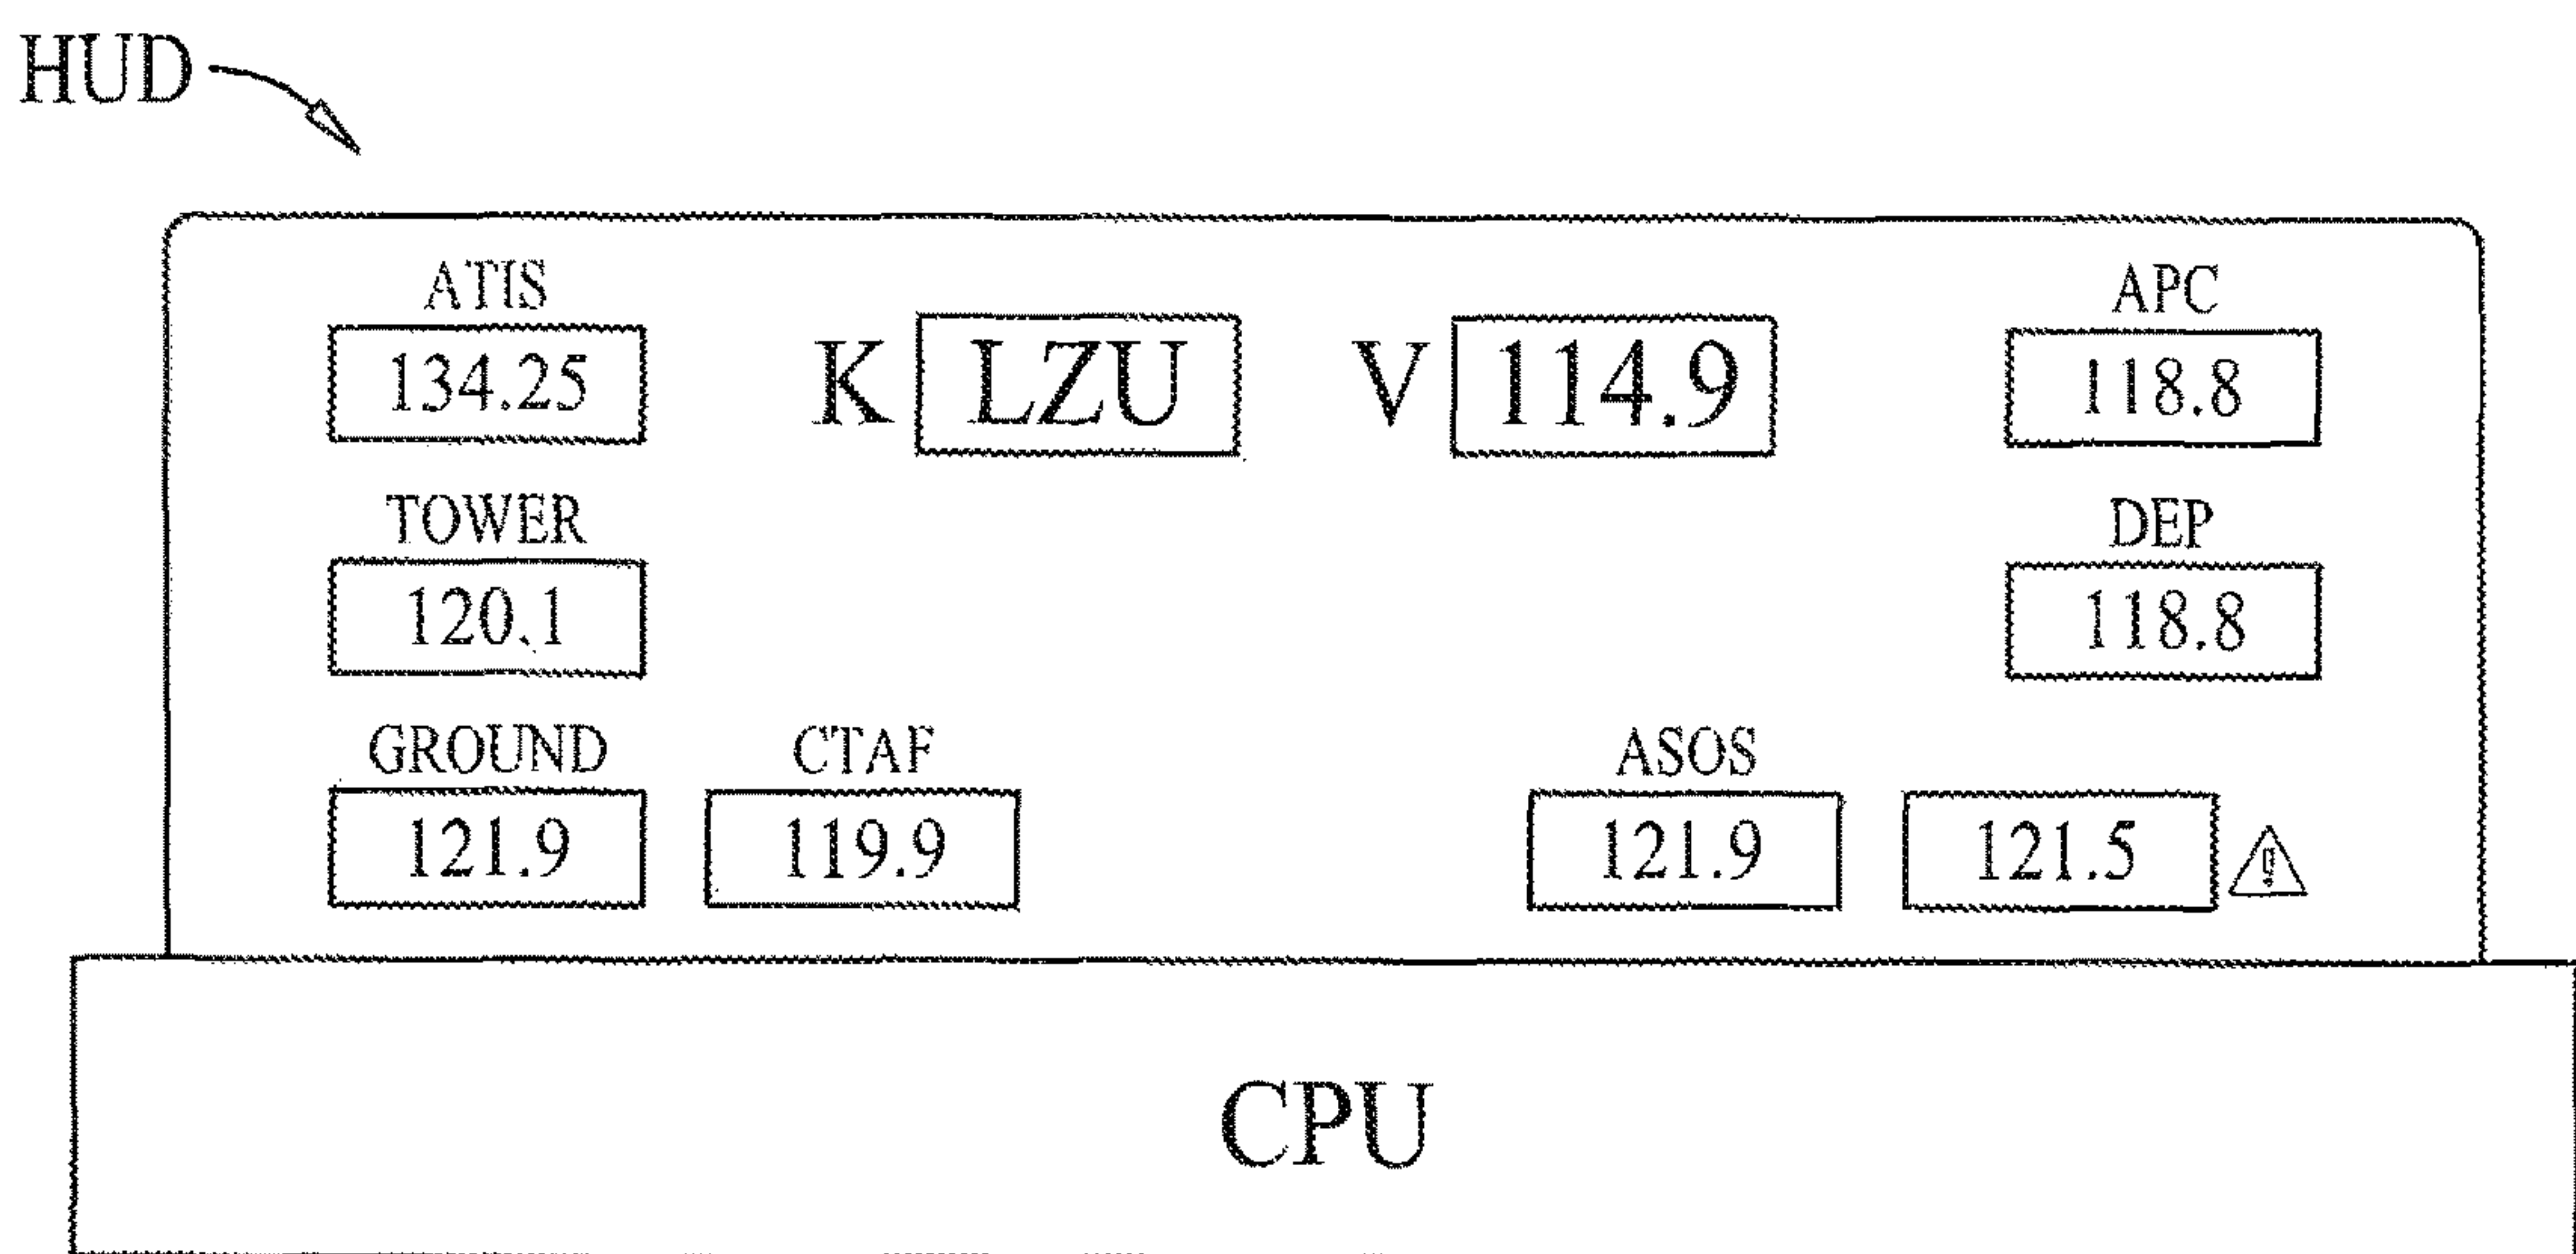 HUD
ATIS
134.25
K LZU
V 114.9
APC
118.8
TOWER
120.1
DEP
118.8
GROUND
121.9
CTAF
119.9
ASOS
121.9
121.5
!
CPU